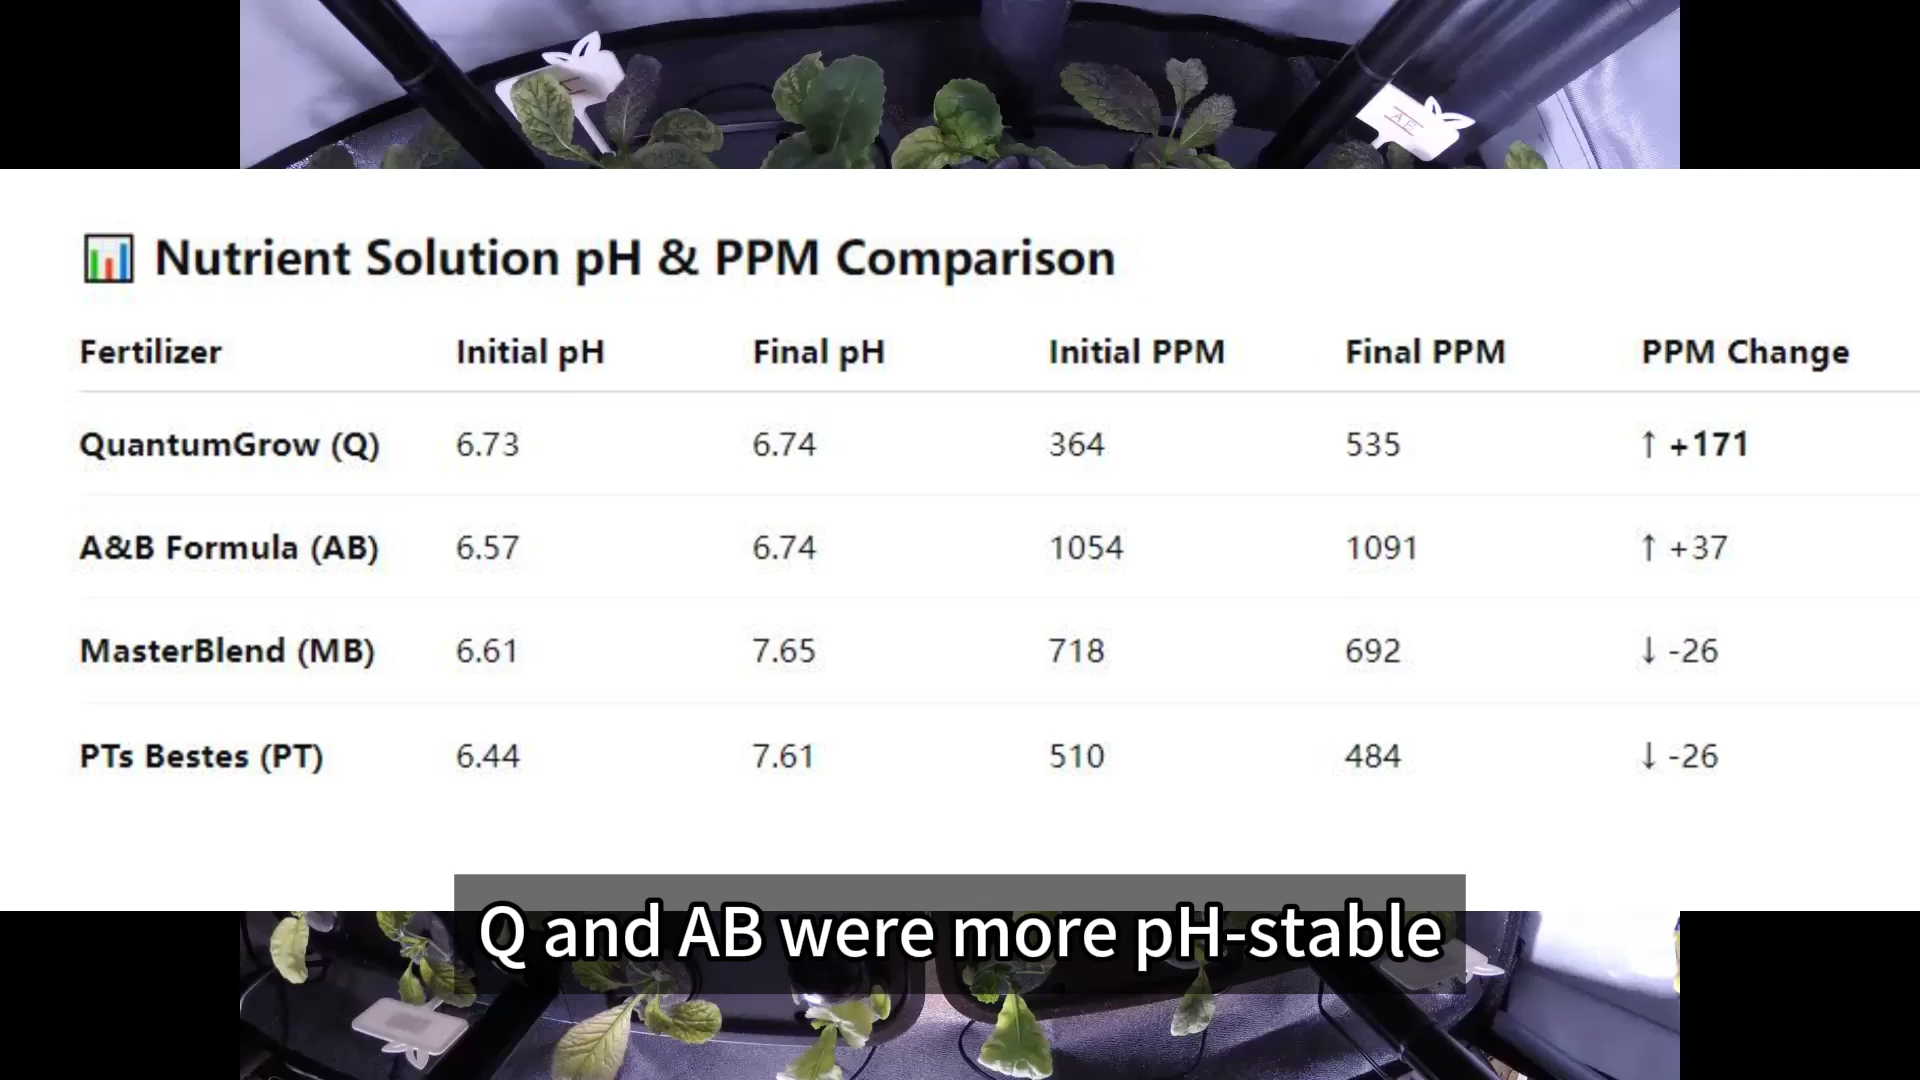 AB
📊 Nutrient Solution pH & PPM Comparison
Fertilizer Initial pH Final pH Initial PPM Final PPM PPM Change
QuantumGrow (Q) 6.73 6.74 364 535 ↑ +171
A&B Formula (AB) 6.57 6.74 1054 1091 ↑ +37
MasterBlend (MB) 6.61 7.65 718 692 ↓ -26
PTs Bestes (PT) 6.44 7.61 510 484 ↓ -26
Q and AB were more pH-stable